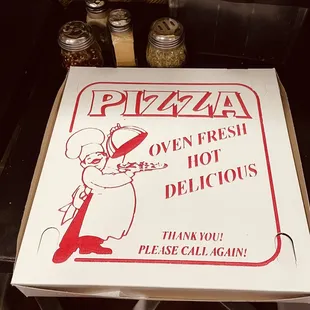 PIZZA
OVEN FRESH
HOT
DELICIOUS
THANK YOU!
PLEASE CALL AGAIN!